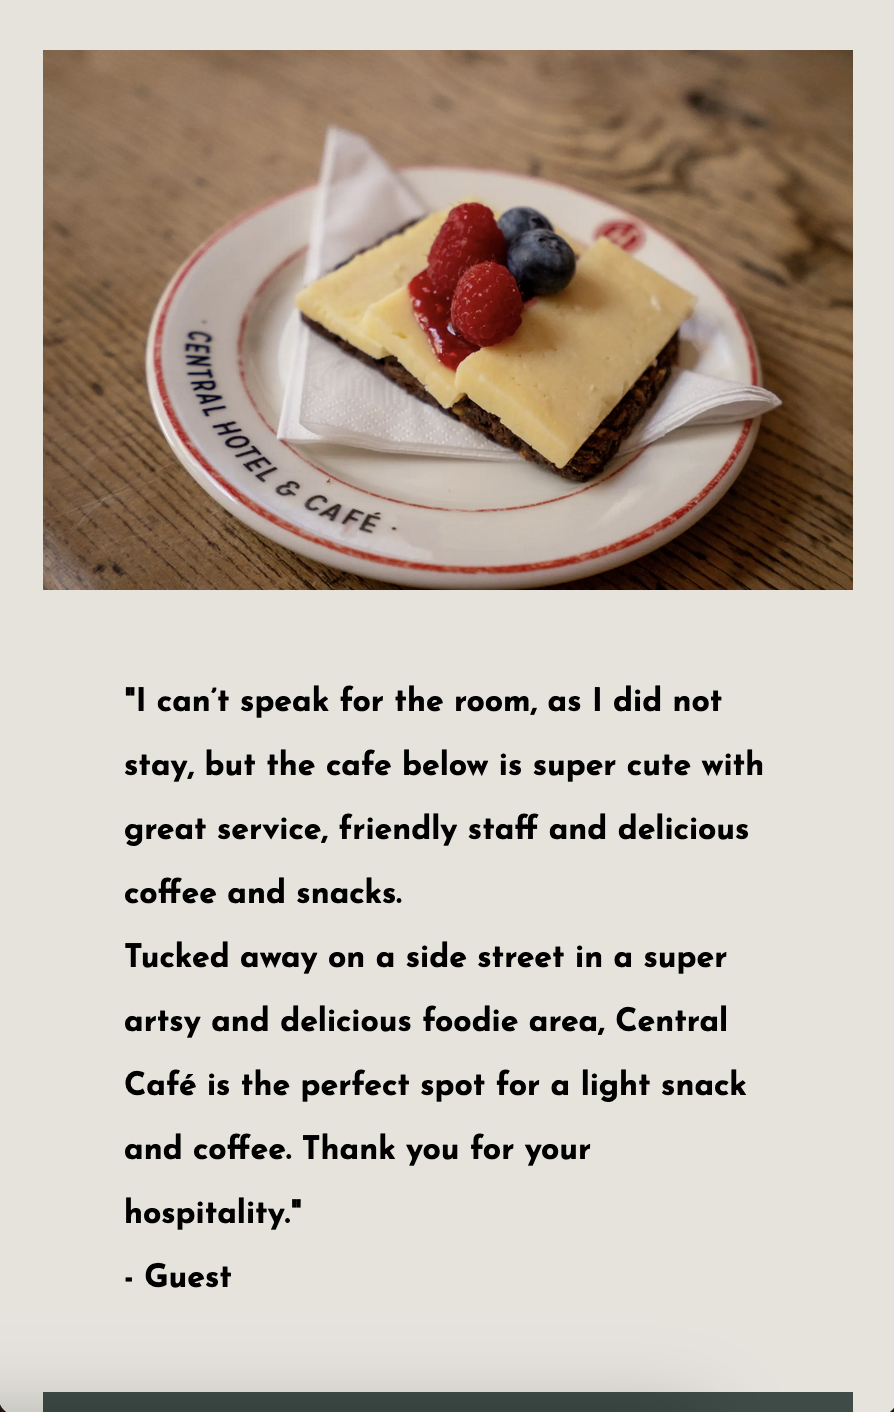 · CENTRAL HOTEL & CAFÉ ·
"I can’t speak for the room, as I did not
stay, but the cafe below is super cute with
great service, friendly staff and delicious
coffee and snacks.
Tucked away on a side street in a super
artsy and delicious foodie area, Central
Café is the perfect spot for a light snack
and coffee. Thank you for your
hospitality."
- Guest